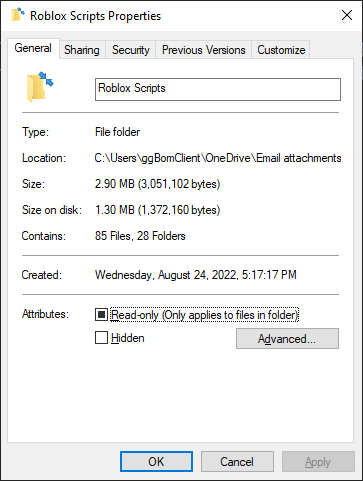 Roblox Scripts Properties
General Sharing Security Previous Versions Customize
Roblox Scripts
Type: File folder
Location: C:\Users\ggBomClient\OneDrive\Email attachments
Size: 2.90 MB (3,051,102 bytes)
Size on disk: 1.30 MB (1,372,160 bytes)
Contains: 85 Files, 28 Folders
Created: Wednesday, August 24, 2022, 5:17:17 PM
Attributes: Read-only (Only applies to files in folder)
Hidden Advanced...
OK Cancel Apply